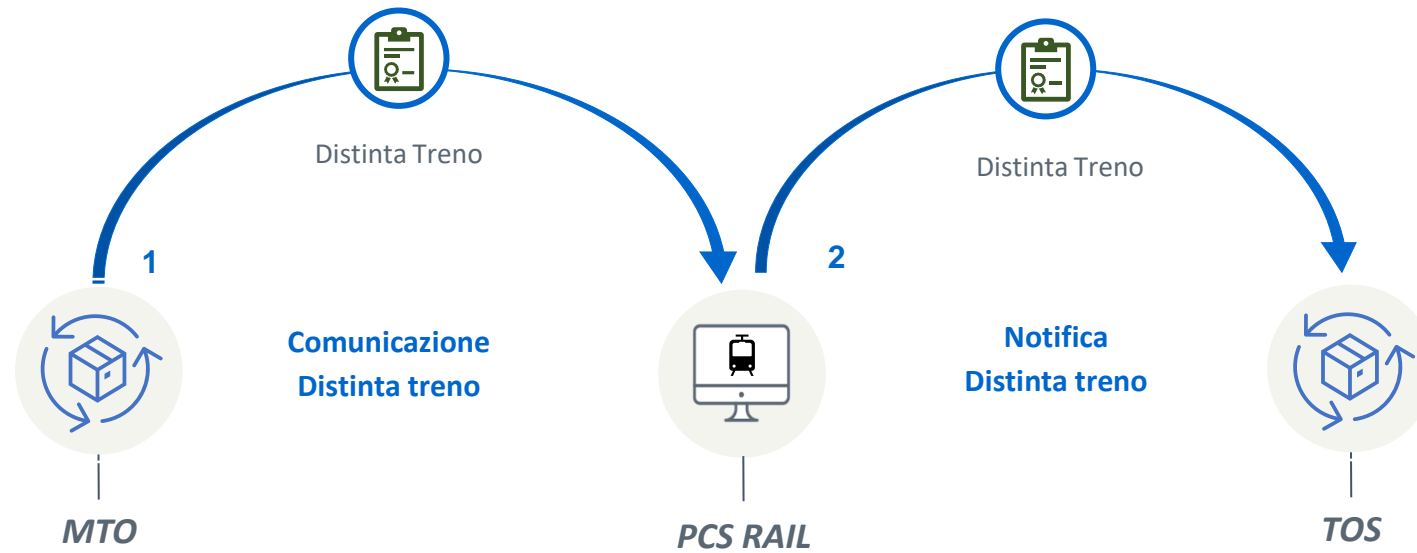 Distinta Treno
Distinta Treno
1
2
Comunicazione
Distinta treno
Notifica
Distinta treno
MTO
PCS RAIL
TOS